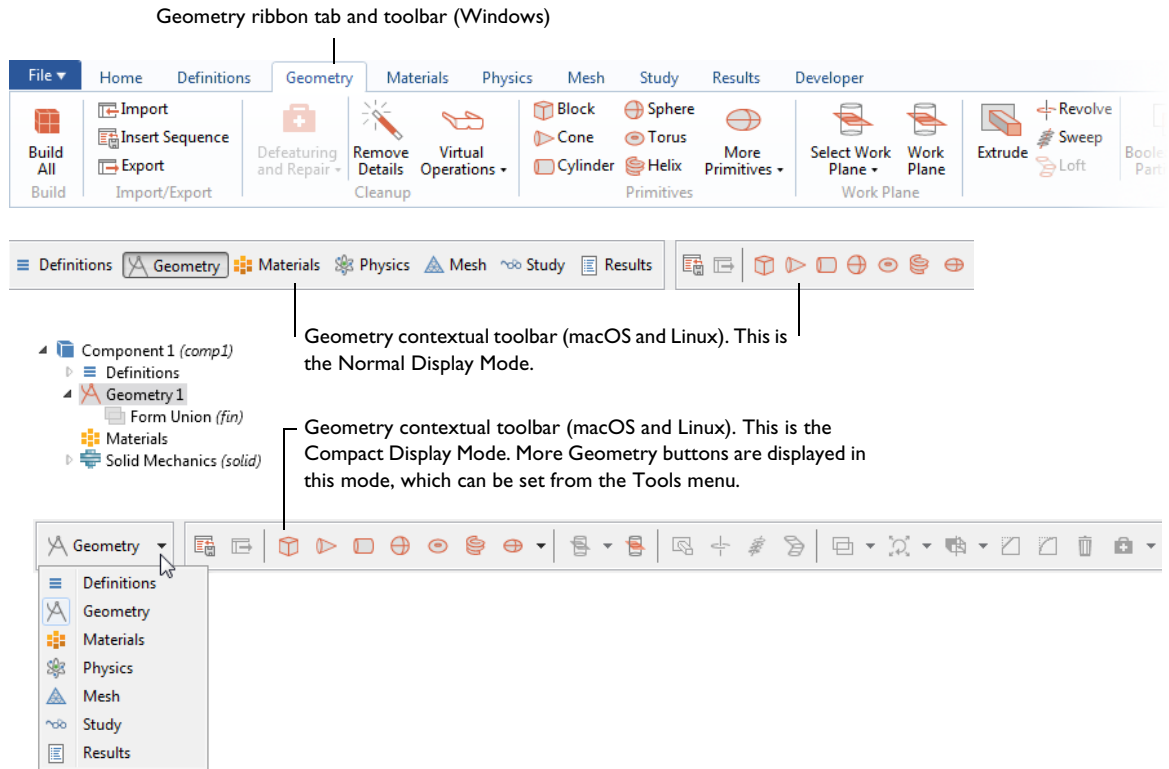 Geometry ribbon tab and toolbar (Windows)
File Home Definitions Geometry Materials Physics Mesh Study Results Developer
Import Block Sphere Revolve
Insert Sequence Cone Torus Sweep
Build Defeaturing Remove Virtual More Select Work Work Extrude
All and Repair Details Operations Export Cylinder Helix Primitives Plane Plane Loft
Build Import/Export Cleanup Primitives Work Plane
Definitions Geometry Materials Physics Mesh Study Results
Geometry contextual toolbar (macOS and Linux). This is
the Normal Display Mode.
Component 1 (comp1)
Definitions
Geometry 1
Form Union (fin)
Materials
Solid Mechanics (solid)
Geometry contextual toolbar (macOS and Linux). This is the
Compact Display Mode. More Geometry buttons are displayed in
this mode, which can be set from the Tools menu.
Geometry
Definitions
Geometry
Materials
Physics
Mesh
Study
Results